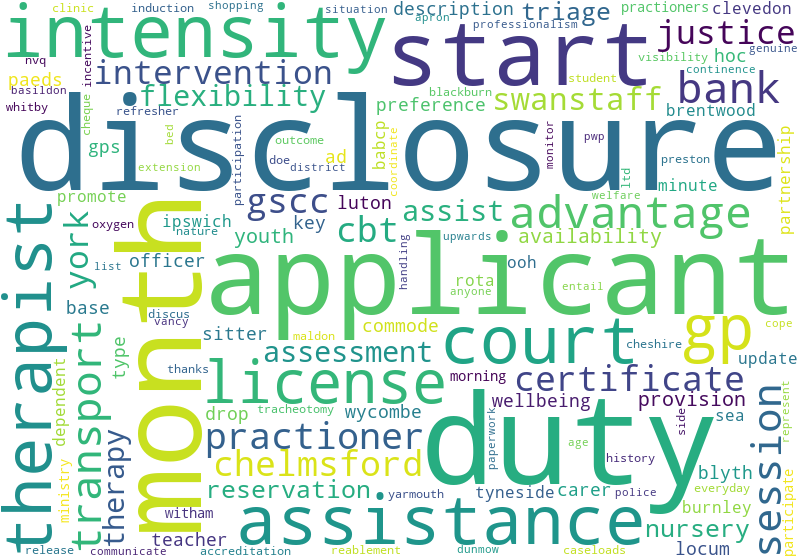 clinic
induction
shopping
situation
description
triage
practitioners
clevedon
intensity
apron
professionalism
start
justice
nvq
incentive
intervention
hoc
visibility
genuine
paeds
basildon
flexibility
student
continence
bank
whitby
cheque
refresher
preference
blackburn
swanstaff
brentwood
disclosure
gps
bed
participation
outcome
doe
district
ad
babcp
coordinate
monitor
pwp
preston
minute
partnership
extension
ltd
promote
welfare
therapist
york
month
gscc
luton
assist
advantage
oxygen
ipswich
nature
key
cbt
youth
upwards
availability
list
officer
applicant
handling
ooh
rota
anyone
entail
base
discus
vancy
commode
transport
type
sitter
maldon
court
gp
cope
dependent
thanks
assessment
cheshire
update
license
morning
certificate
drop
tracheotomy
wycombe
wellbeing
provision
side
sea
session
represent
therapy
practioner
duty
paperwork
age
history
ministry
chelmsford
blyth
reservation
yarmouth
tyneside
carer
police
everyday
burnley
participate
witham
assistance
teacher
nursery
release
communicate
accreditation
reablement
dunmow
caseloads
locum